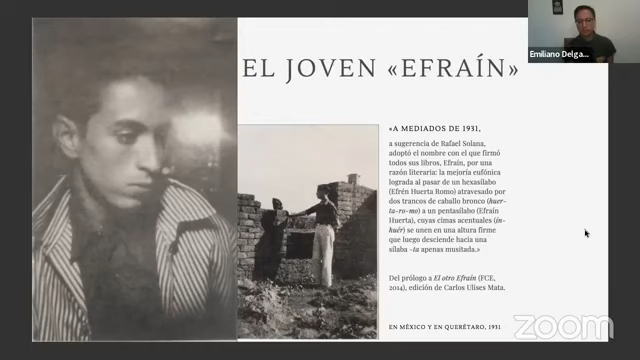 Emiliano Delga...
EL JOVEN «EFRAÍN»
«A MEDIADOS DE 1931,
a sugerencia de Rafael Solana,
adoptó el nombre con el que firmó
todos sus libros, Efraín, por una
razón literaria: la mejoría eufónica
lograda al pasar de un hexasílabo
(Efrén Huerta Romo) atravesado por
dos trancos de caballo bronco (huer-
ta-ro-mo) a un pentasílabo (Efraín
Huerta), cuyas cimas acentuales (ín-
huér) se unen en una altura firme
que luego desciende hacia una
sílaba -ta apenas musitada.»
Del prólogo a El otro Efraín (FCE,
2014), edición de Carlos Ulises Mata.
EN MÉXICO Y EN QUERÉTARO, 1931
zoom